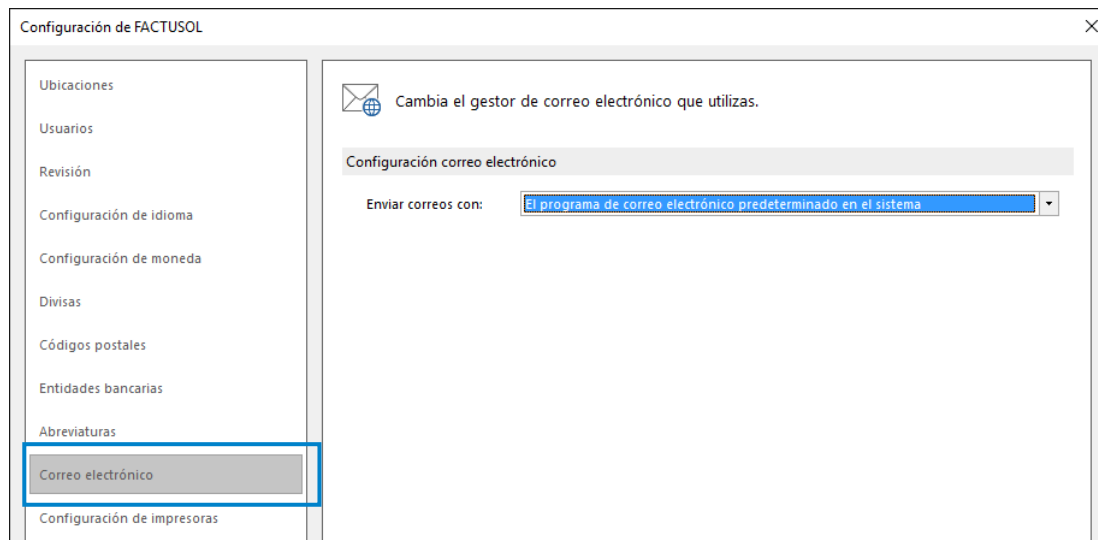 Configuración de FACTUSOL
Ubicaciones
Usuarios
Revisión
Configuración de idioma
Configuración de moneda
Divisas
Códigos postales
Entidades bancarias
Abreviaturas
Correo electrónico
Configuración de impresoras
Cambia el gestor de correo electrónico que utilizas.
Configuración correo electrónico
Enviar correos con: El programa de correo electrónico predeterminado en el sistema